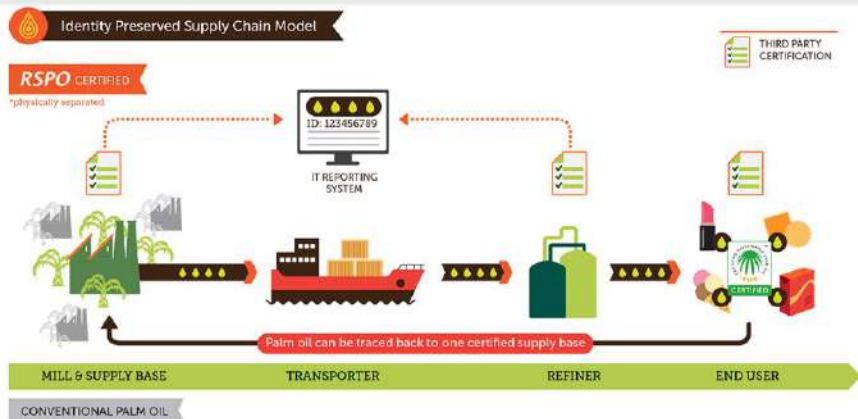 Identity Preserved Supply Chain Model
THIRD PARTY
CERTIFICATION
RSPO CERTIFIED
*physically separated
ID: 123456789
IT REPORTING
SYSTEM
CERTIFIED
Palm oil can be traced back to one certified supply base
MILL & SUPPLY BASE
TRANSPORTER
REFINER
END USER
CONVENTIONAL PALM OIL